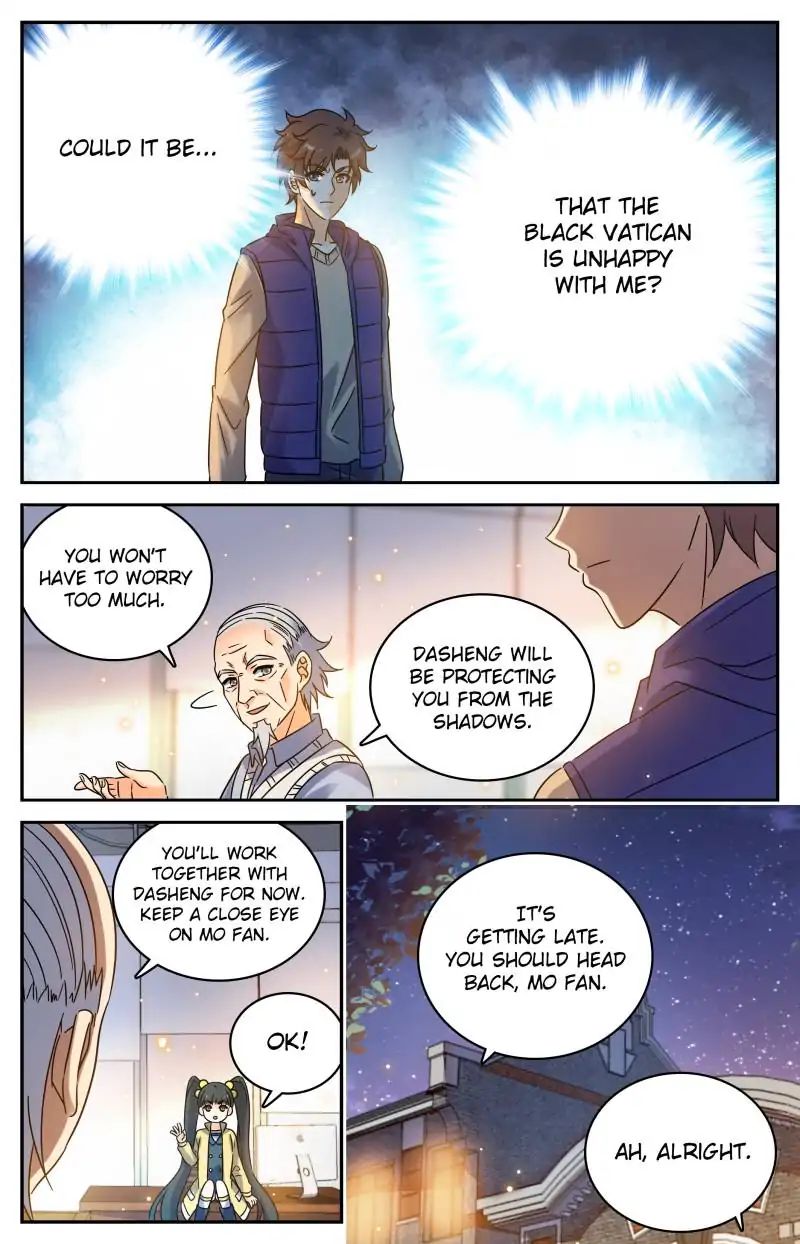 COULD IT BE...
THAT THE
BLACK VATICAN
IS UNHAPPY
WITH ME?
YOU WON'T
HAVE TO WORRY
TOO MUCH.
DASHENG WILL
BE PROTECTING
YOU FROM THE
SHADOWS.
YOU'LL WORK
TOGETHER WITH
DASHENG FOR NOW.
KEEP A CLOSE EYE
ON MO FAN.
OK!
IT'S
GETTING LATE.
YOU SHOULD HEAD
BACK, MO FAN.
AH, ALRIGHT.